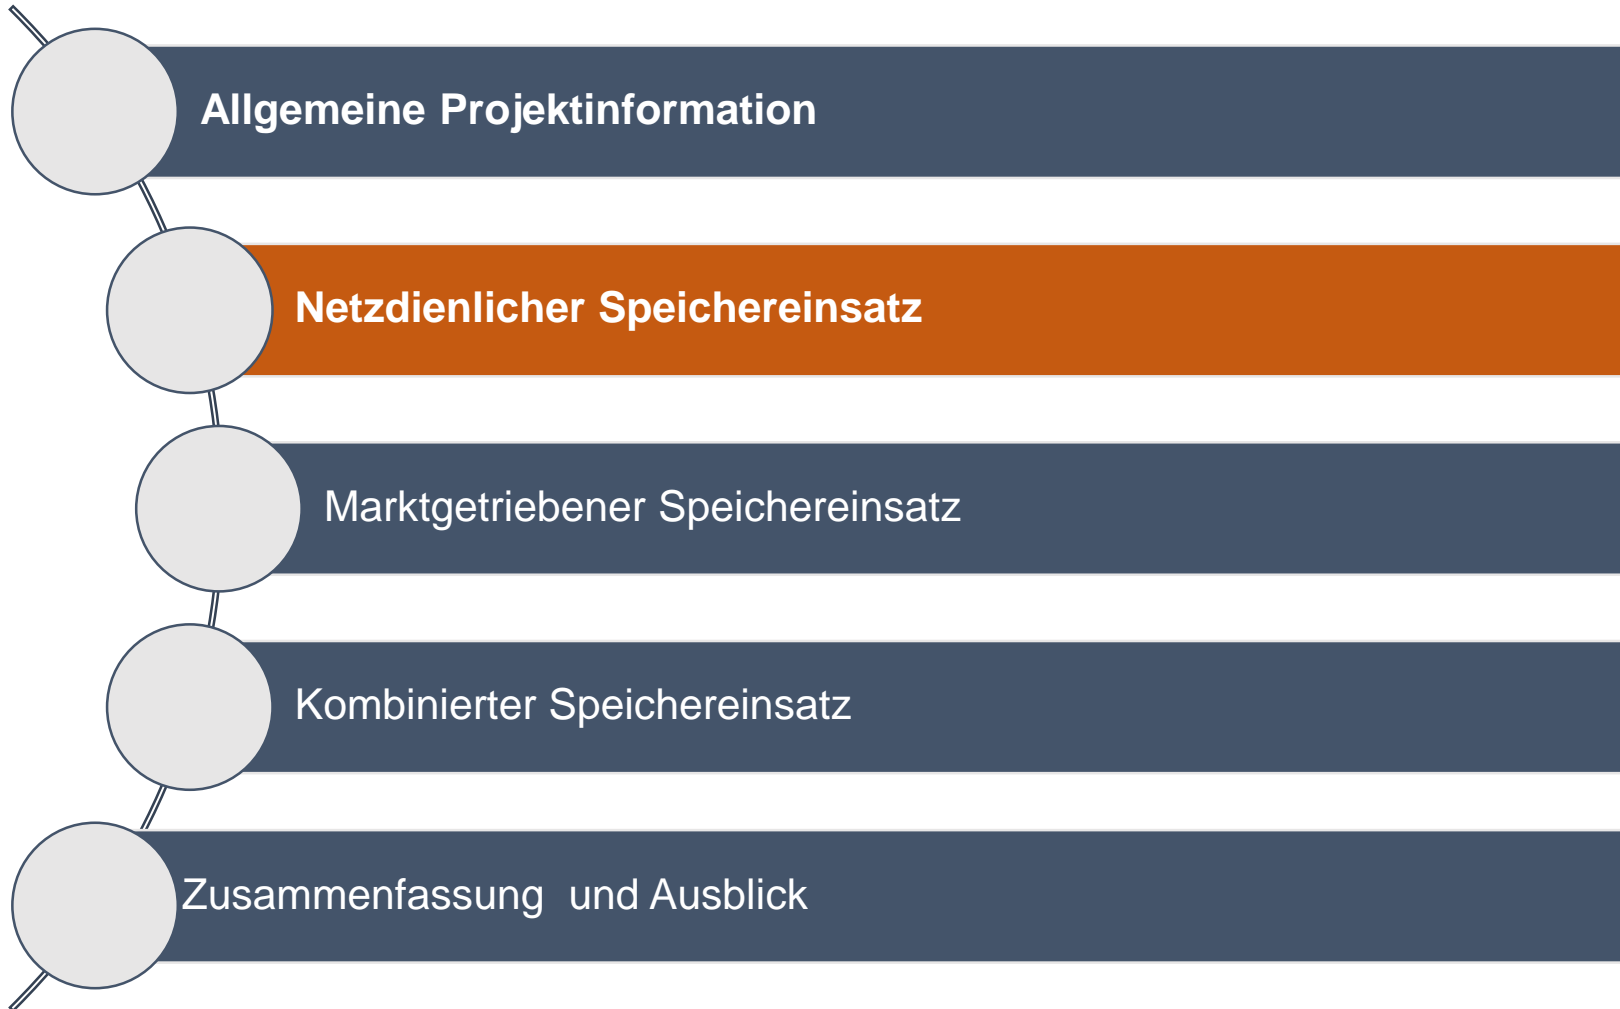 Allgemeine Projektinformation
Netzdienlicher Speichereinsatz
Marktgetriebener Speichereinsatz
Kombinierter Speichereinsatz
Zusammenfassung und Ausblick